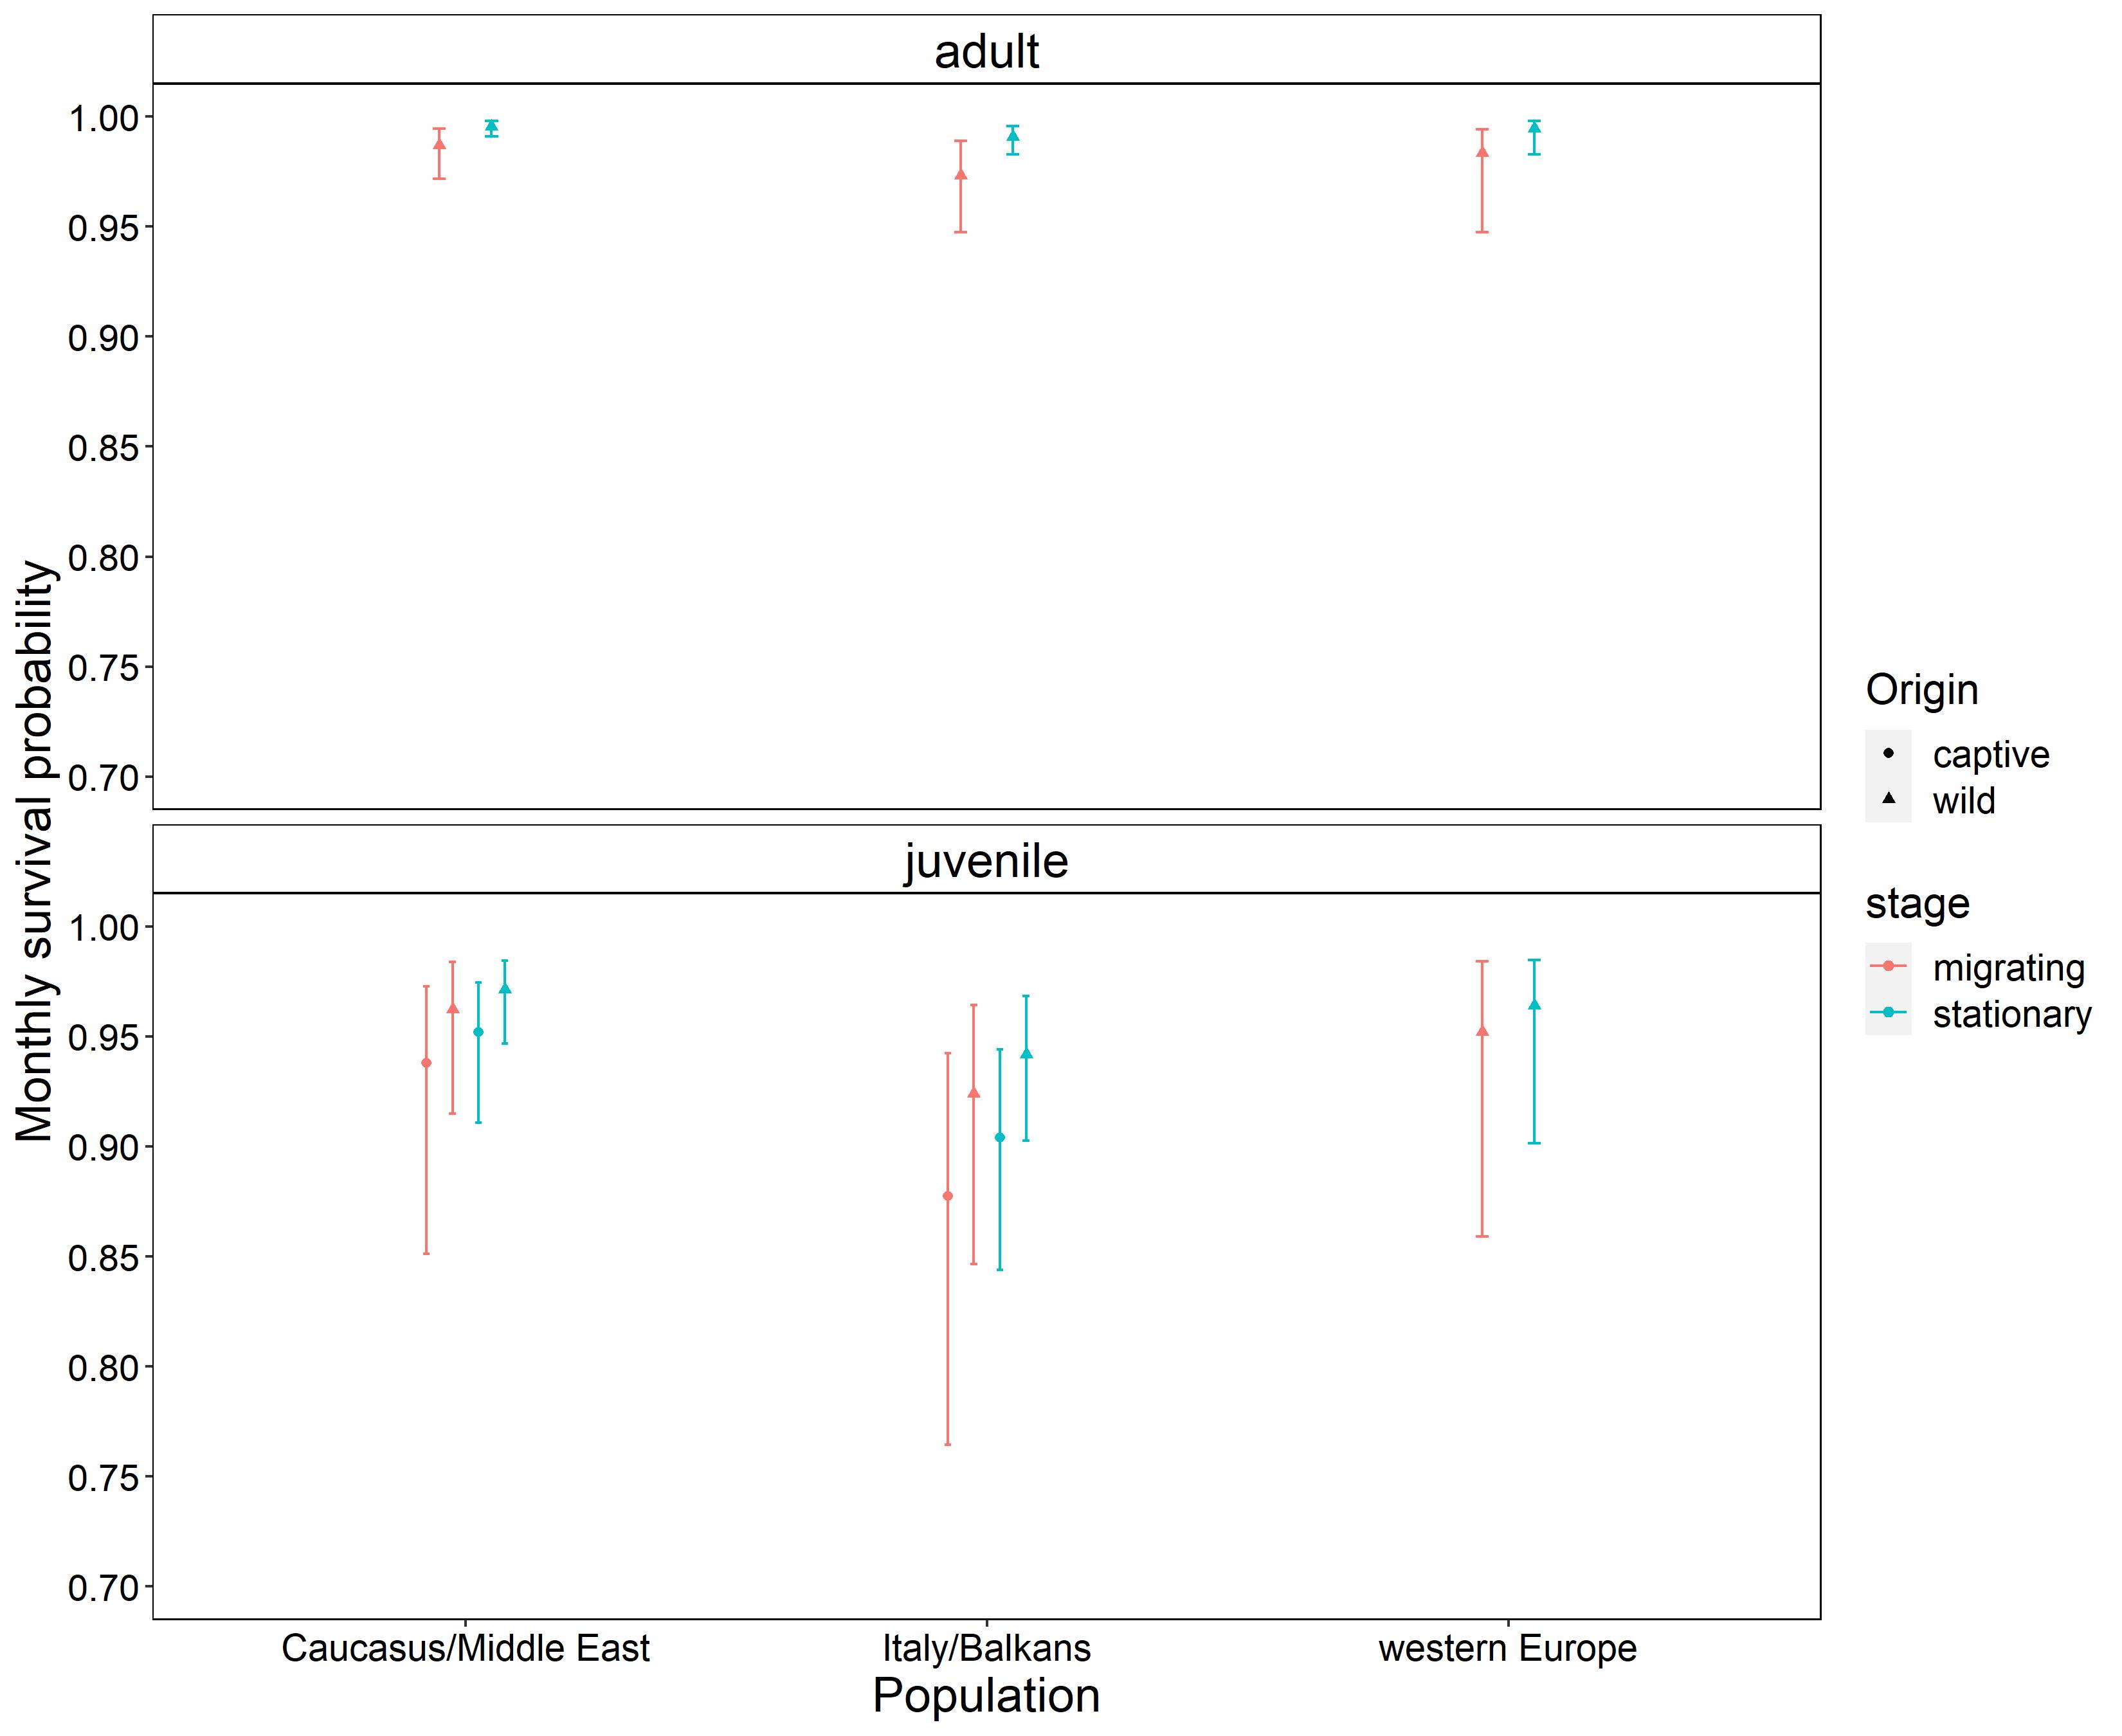 adult
1.00
0.95
0.90
0.85
0.80
0.75
0.70
Monthly survival probability
juvenile
1.00
0.95
0.90
0.85
0.80
0.75
0.70
Caucasus/Middle East
Italy/Balkans
western Europe
Population
Origin
captive
wild
stage
migrating
stationary